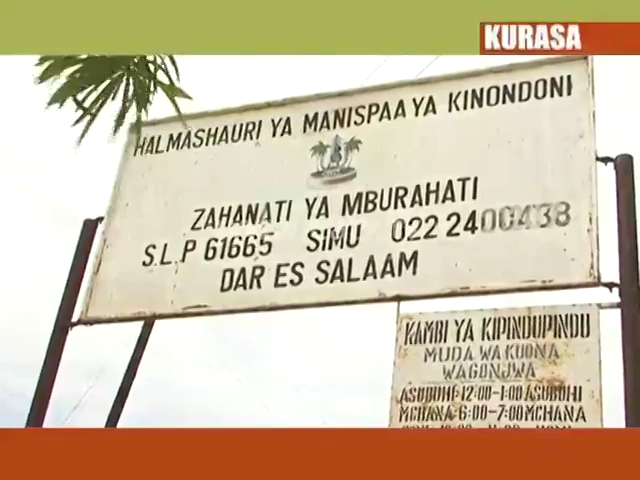 KURASA
HALMASHAURI YA MANISPAA YA KINONDONI
ZAHANATI YA MBURAHATI
S.L.P 61665 SIMU 022 2400438
DAR ES SALAAM
KAMBI YA KIPINDUPINDU
MUDA WA KUONA
WAGONJWA
ASUBUHI 12:00-1:00 ASUBUHI
MCHANA 6:00-7:00 MCHANA